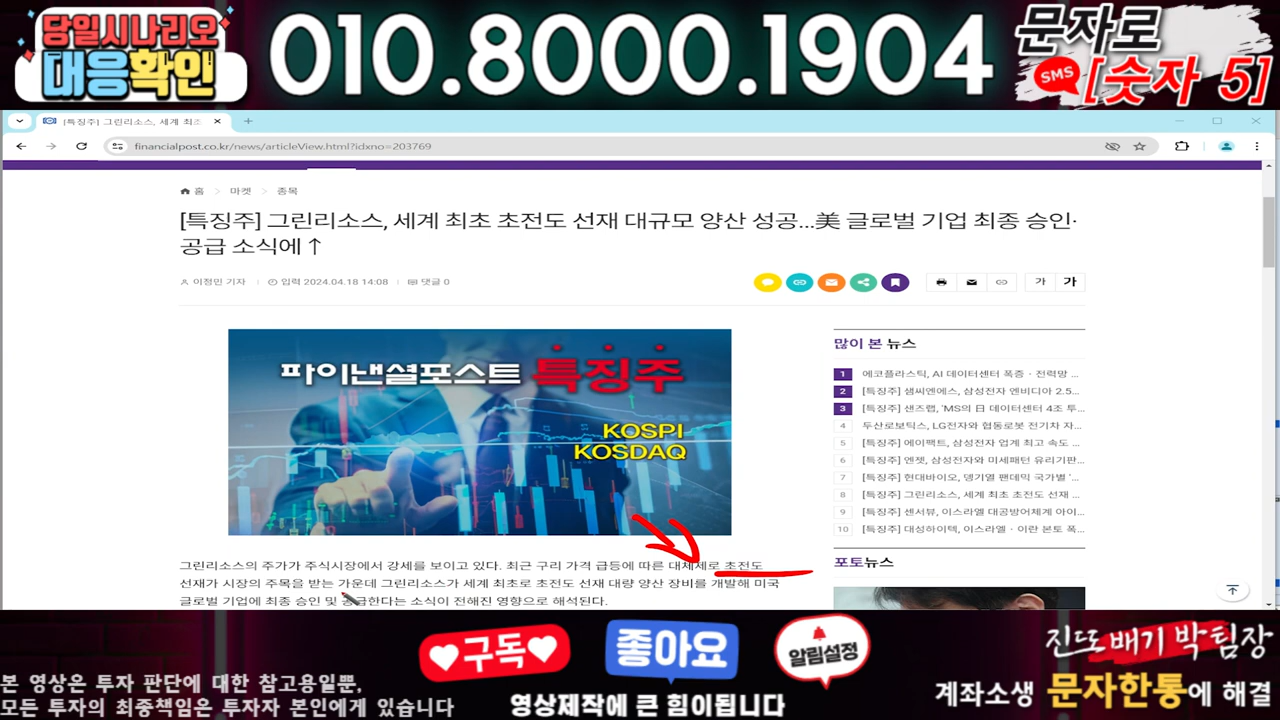 당일시나리오
대응확인
010.8000.1904
문자로
SMS [숫자 5]
[특징주] 그린리소스, 세계 최초
financialpost.co.kr/news/articleView.html?idxno=203769
홈 > 마켓 > 종목
[특징주] 그린리소스, 세계 최초 초전도 선재 대규모 양산 성공...美 글로벌 기업 최종 승인·
공급 소식에↑
이정민 기자 입력 2024.04.18 14:08 댓글 0
가 가
파이낸셜포스트 특징주
KOSPI
KOSDAQ
많이 본 뉴스
1 에코플라스틱, AI 데이터센터 폭증·전력망 ...
2 [특징주] 샘씨엔에스, 삼성전자 엔비디아 2.5...
3 [특징주] 샌즈랩, 'MS의 日 데이터센터 4조 투...
4 두산로보틱스, LG전자와 협동로봇 전기차 자...
5 [특징주] 에이팩트, 삼성전자 업계 최고 속도 ...
6 [특징주] 엔젯, 삼성전자와 미세패턴 유리기판...
7 [특징주] 현대바이오, 뎅기열 팬데믹 국가별 '...
8 [특징주] 그린리소스, 세계 최초 초전도 선재 ...
9 [특징주] 센서뷰, 이스라엘 대공방어체계 아이...
10 [특징주] 대성하이텍, 이스라엘·이란 본토 폭...
포토뉴스
그린리소스의 주가가 주식시장에서 강세를 보이고 있다. 최근 구리 가격 급등에 따른 대체제로 초전도
선재가 시장의 주목을 받는 가운데 그린리소스가 세계 최초로 초전도 선재 대량 양산 장비를 개발해 미국
글로벌 기업에 최종 승인 및 공급한다는 소식이 전해진 영향으로 해석된다.
구독
좋아요
알림설정
영상제작에 큰 힘이됩니다
본 영상은 투자 판단에 대한 참고용일뿐,
모든 투자의 최종책임은 투자자 본인에게 있습니다
진또배기 박팀장
계좌소생 문자한통에 해결